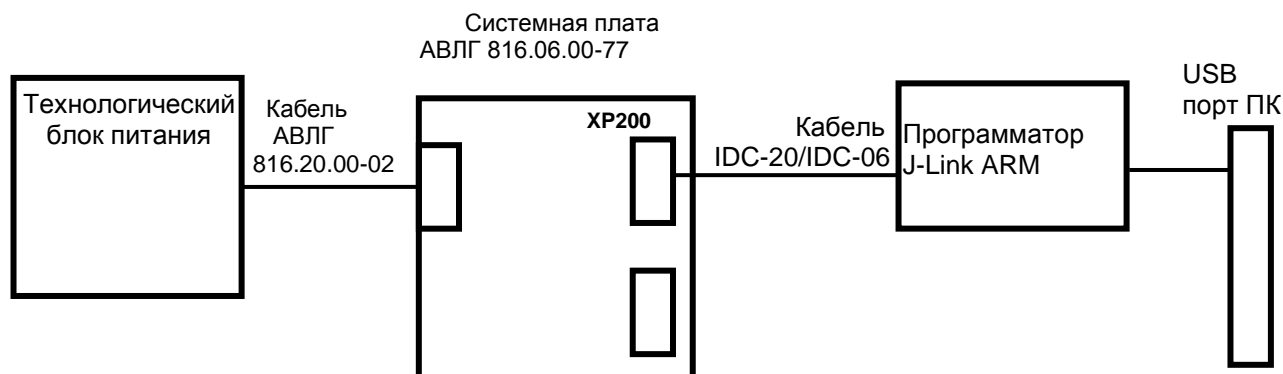 Системная плата
АВЛГ 816.06.00-77
Технологический
блок питания
Кабель
АВЛГ
816.20.00-02
XP200
Кабель
IDC-20/IDC-06
Программатор
J-Link ARM
USB
порт ПК